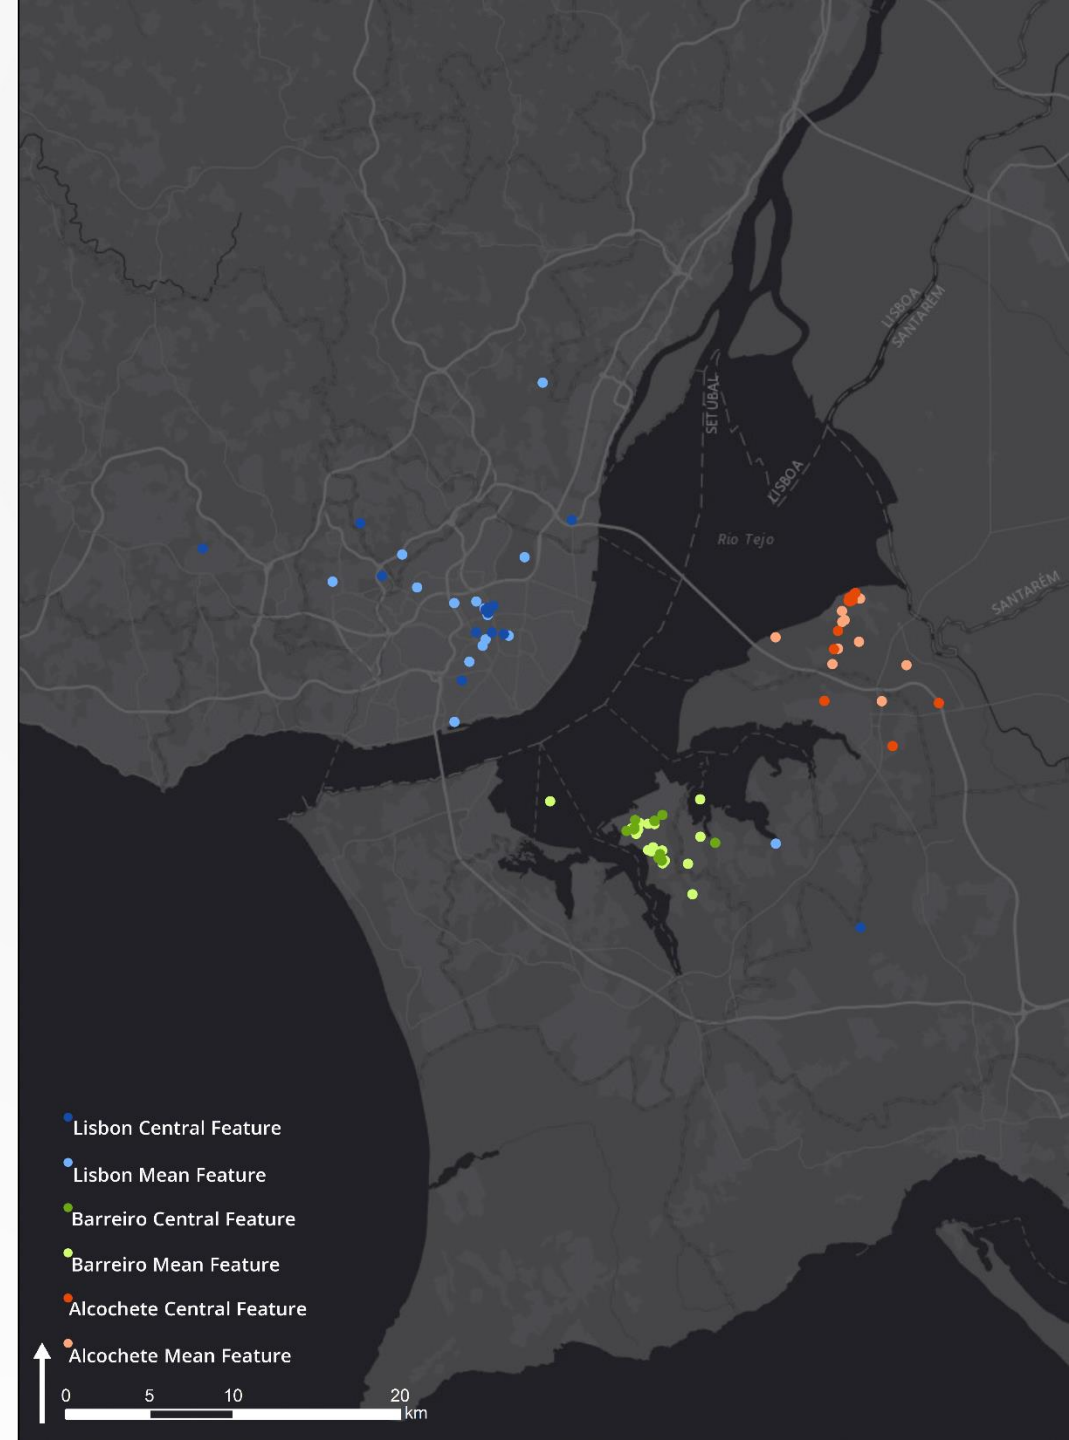 LISBOA
SANTARÉM
SETÚBAL
LISBOA
Rio Tejo
SANTARÉM
Lisbon Central Feature
Lisbon Mean Feature
Barreiro Central Feature
Barreiro Mean Feature
Alcochete Central Feature
Alcochete Mean Feature
0 5 10 20
km